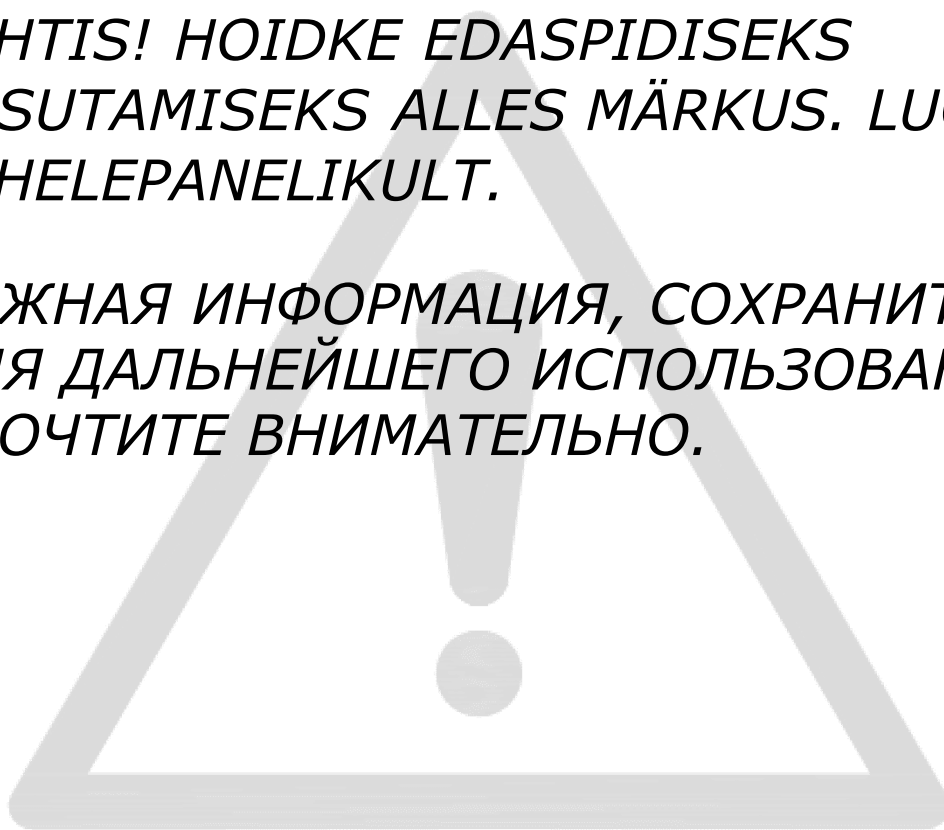 HTIS! HOIDKE EDASPIDISEKS
SUTAMISEKS ALLES MÄRKUS. LU
HELEPANELIKULT.
ЖНАЯ ИНФОРМАЦИЯ, СОХРАНИТ
Я ДАЛЬНЕЙШЕГО ИСПОЛЬЗОВА
ОЧТИТЕ ВНИМАТЕЛЬНО.